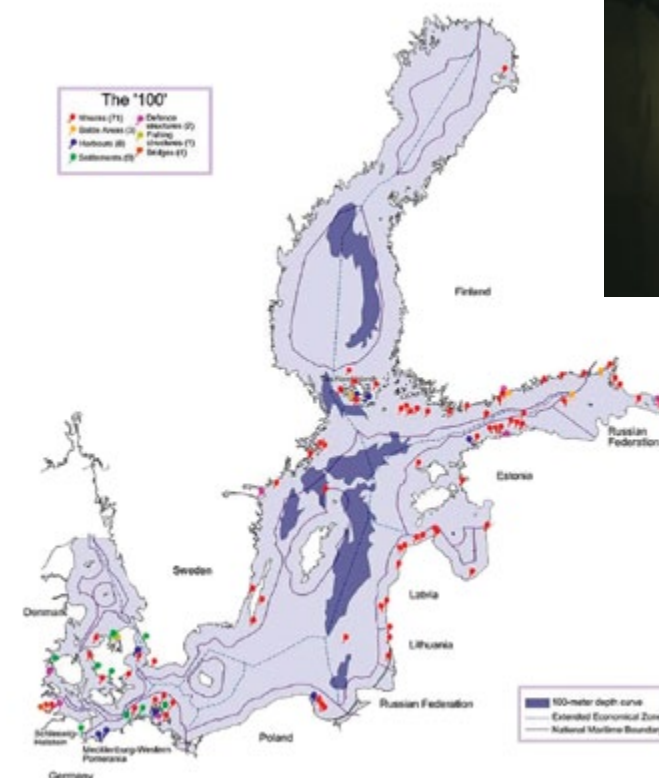 The '100'
Wrecks (71)
Battle Areas (3)
Harbours (8)
Settlements (9)
Defence
structures (2)
Fishing
structures (1)
Bridges (1)
Finland
Russian
Federation
Estonia
Sweden
Denmark
Latvia
Lithuania
Russian Federation
Poland
Schleswig-
Holstein
Mecklenburg-Western
Pomerania
Germany
100-meter depth curve
Extended Economical Zone
National Maritime Boundar